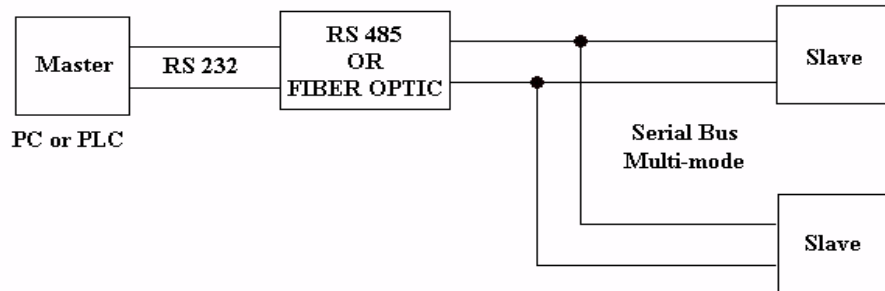 Master
PC or PLC
RS 232
RS 485
OR
FIBER OPTIC
Serial Bus
Multi-mode
Slave
Slave